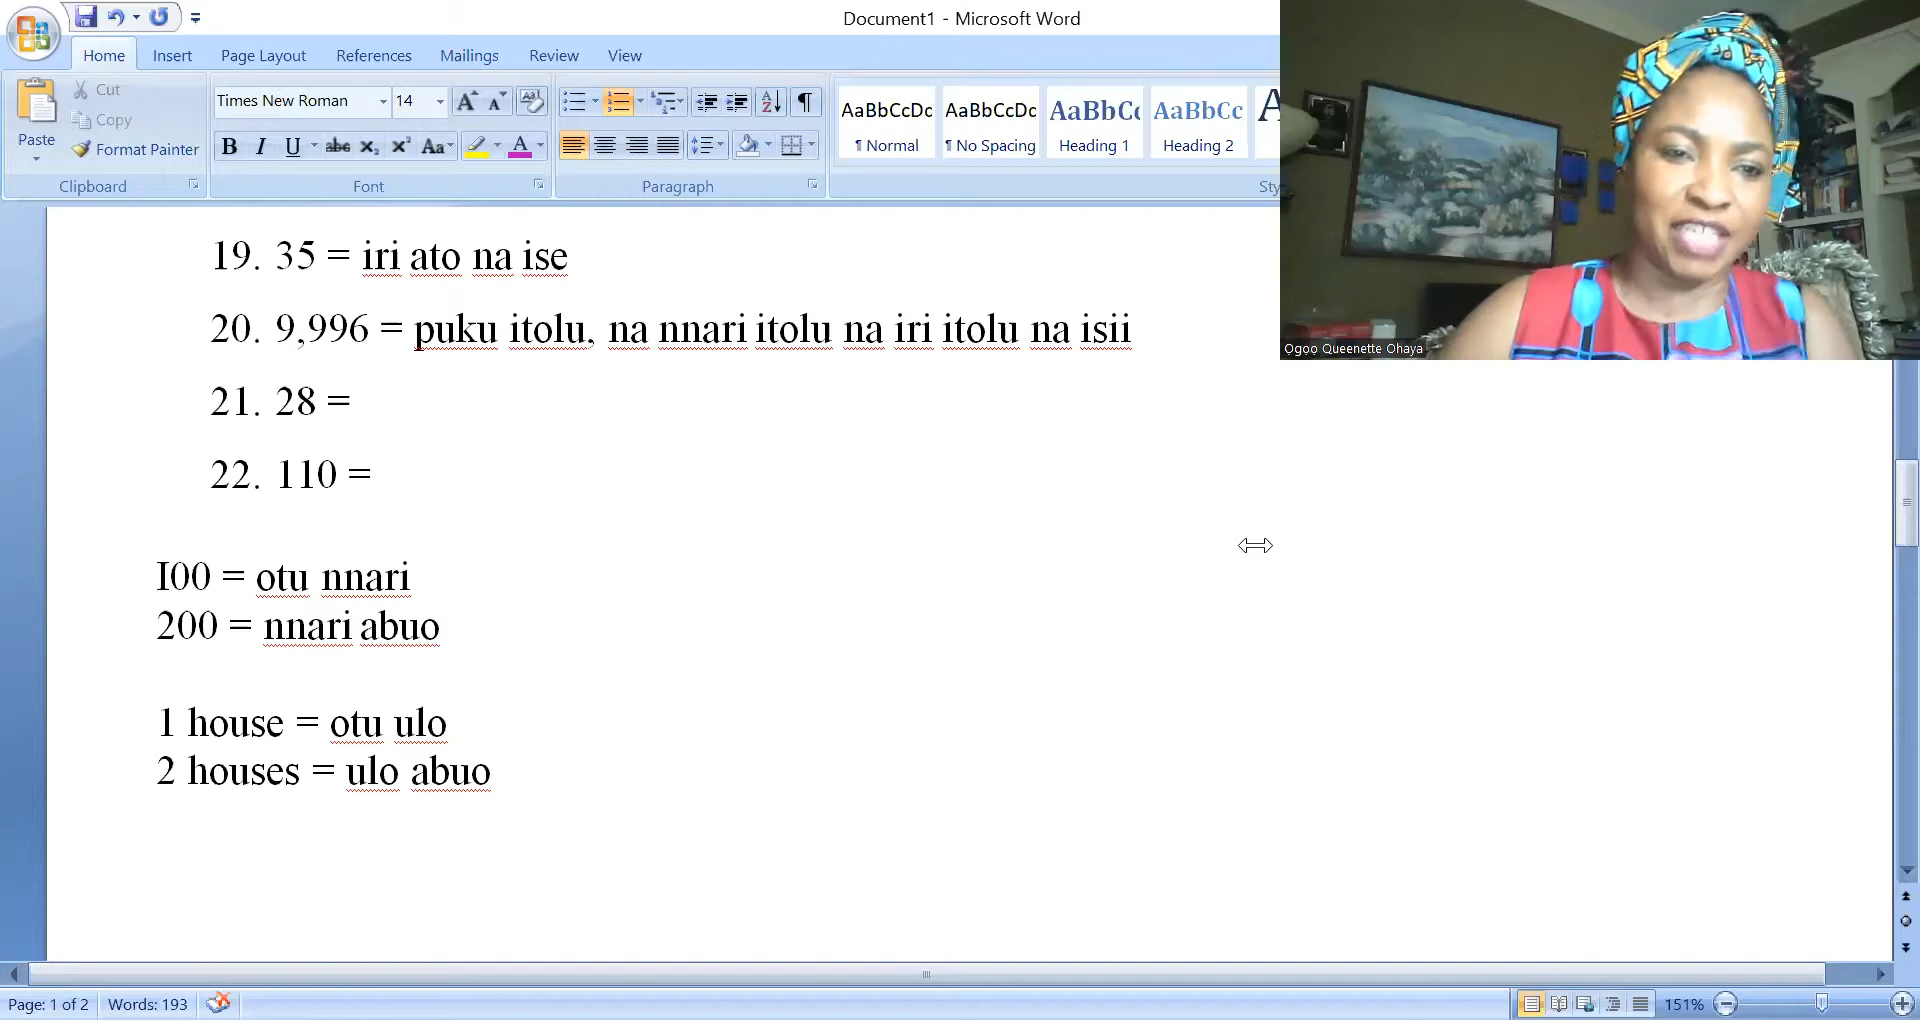 Document1 - Microsoft Word
Home Insert Page Layout References Mailings Review View
Paste
Cut
Copy
Format Painter
Clipboard
Times New Roman 14
Font
Paragraph
AaBbCcDc ¶ Normal
AaBbCcDc ¶ No Spacing
AaBbCc Heading 1
AaBbCc Heading 2
Ogoo Queenette Ohaya
19. 35 = iri ato na ise
20. 9,996 = puku itolu, na nnari itolu na iri itolu na isii
21. 28 =
22. 110 =
I00 = otu nnari
200 = nnari abuo
1 house = otu ulo
2 houses = ulo abuo
Page: 1 of 2 Words: 193 151%